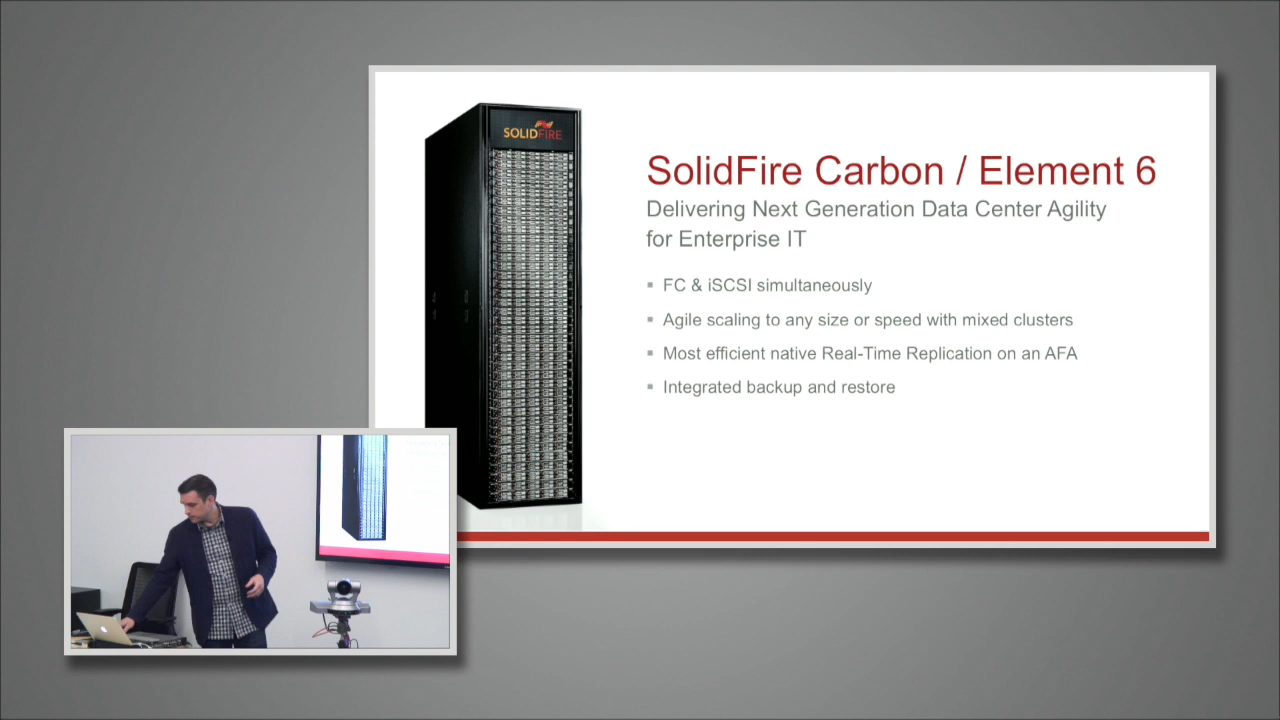 SOLIDFIRE
SolidFire Carbon / Element 6
Delivering Next Generation Data Center Agility
for Enterprise IT
▪ FC & iSCSI simultaneously
▪ Agile scaling to any size or speed with mixed clusters
▪ Most efficient native Real-Time Replication on an AFA
▪ Integrated backup and restore